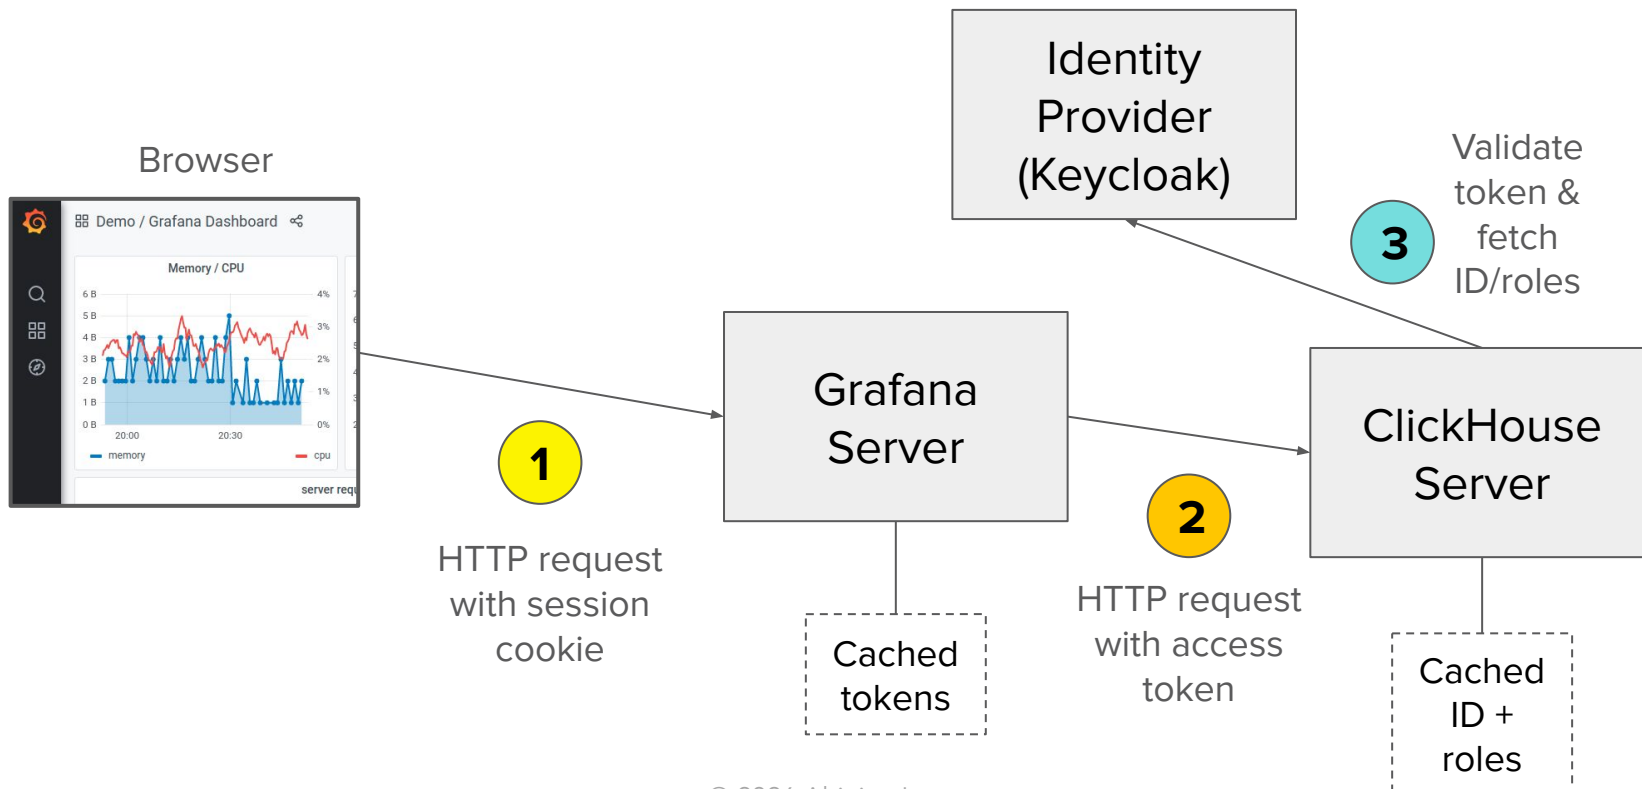 Identity
Provider
(Keycloak)
Validate
token &
fetch
ID/roles
3
Browser
Demo / Grafana Dashboard
Memory / CPU
6 B
5 B
4 B
3 B
2 B
1 B
0 B
4%
3%
2%
1%
0%
20:00
20:30
memory
cpu
server
Grafana
Server
ClickHouse
Server
1
HTTP request
with session
cookie
2
HTTP request
with access
token
Cached
tokens
Cached
ID +
roles